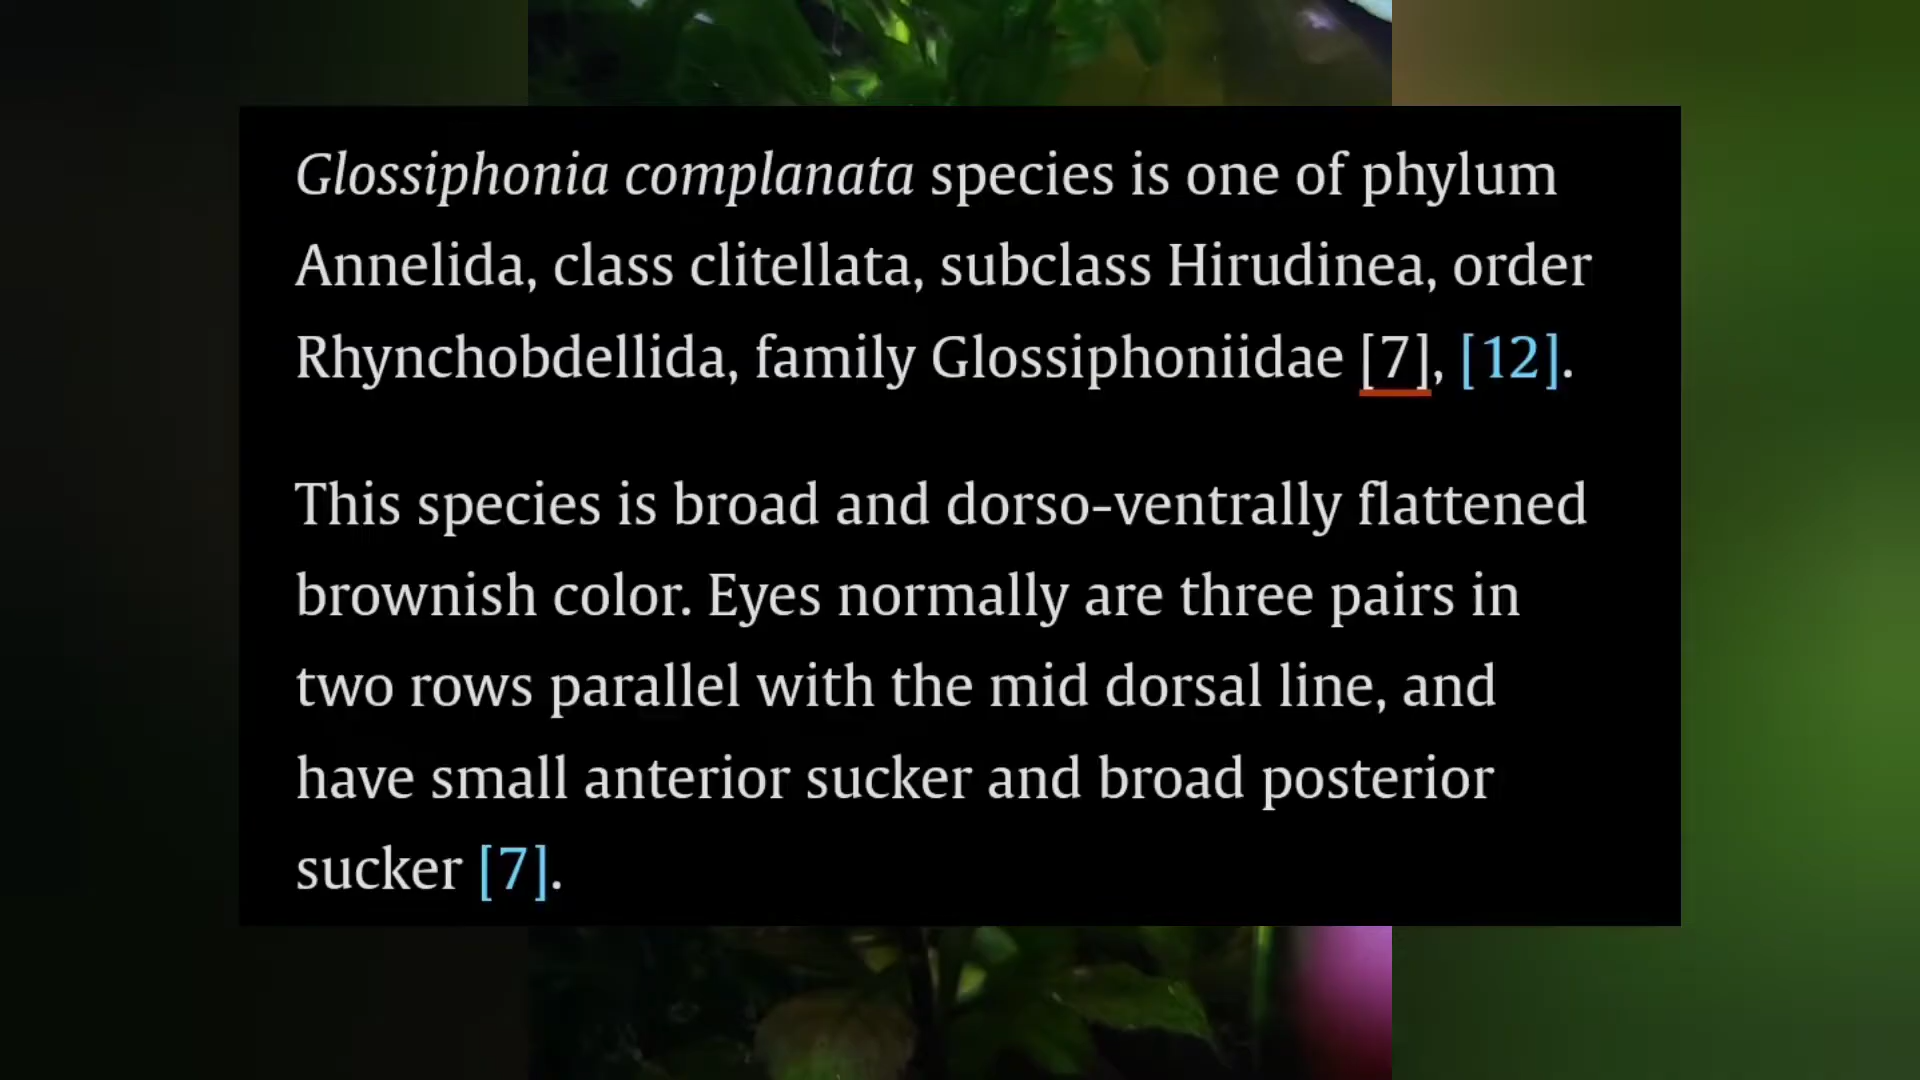 Glossiphonia complanata species is one of phylum
Annelida, class clitellata, subclass Hirudinea, order
Rhynchobdellida, family Glossiphoniidae [7], [12].
This species is broad and dorso-ventrally flattened
brownish color. Eyes normally are three pairs in
two rows parallel with the mid dorsal line, and
have small anterior sucker and broad posterior
sucker [7].